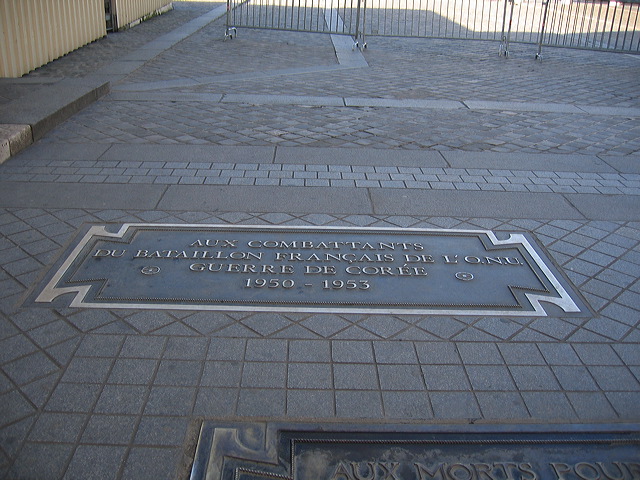 AUX COMBATTANTS
DU BATAILLON FRANÇAIS DE L'O.N.U.
GUERRE DE CORÉE
1950 - 1953
AUX MORTS POUR